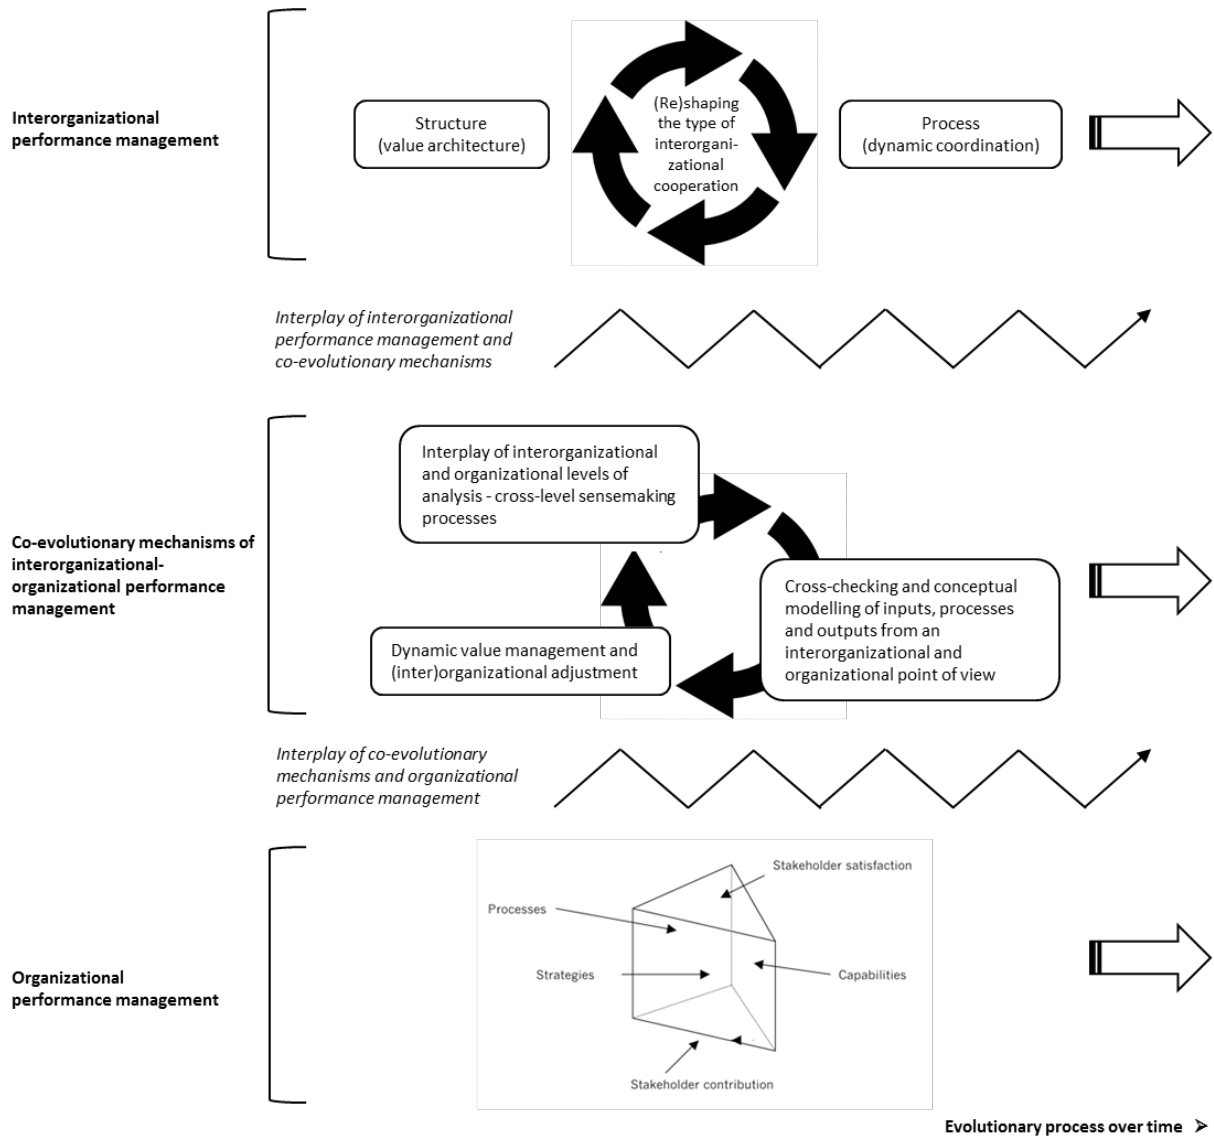 Interorganizational
performance management
Structure
(value architecture)
(Re)shaping
the type of
interorgani-
zational
cooperation
Process
(dynamic coordination)
Interplay of interorganizational
performance management and
co-evolutionary mechanisms
Co-evolutionary mechanisms of
interorganizational-
organizational performance
management
Interplay of interorganizational
and organizational levels of
analysis - cross-level sensemaking
processes
Cross-checking and conceptual
modelling of inputs, processes
and outputs from an
interorganizational and
organizational point of view
Dynamic value management and
(inter)organizational adjustment
Interplay of co-evolutionary
mechanisms and organizational
performance management
Organizational
performance management
Stakeholder satisfaction
Processes
Strategies
Capabilities
Stakeholder contribution
Evolutionary process over time